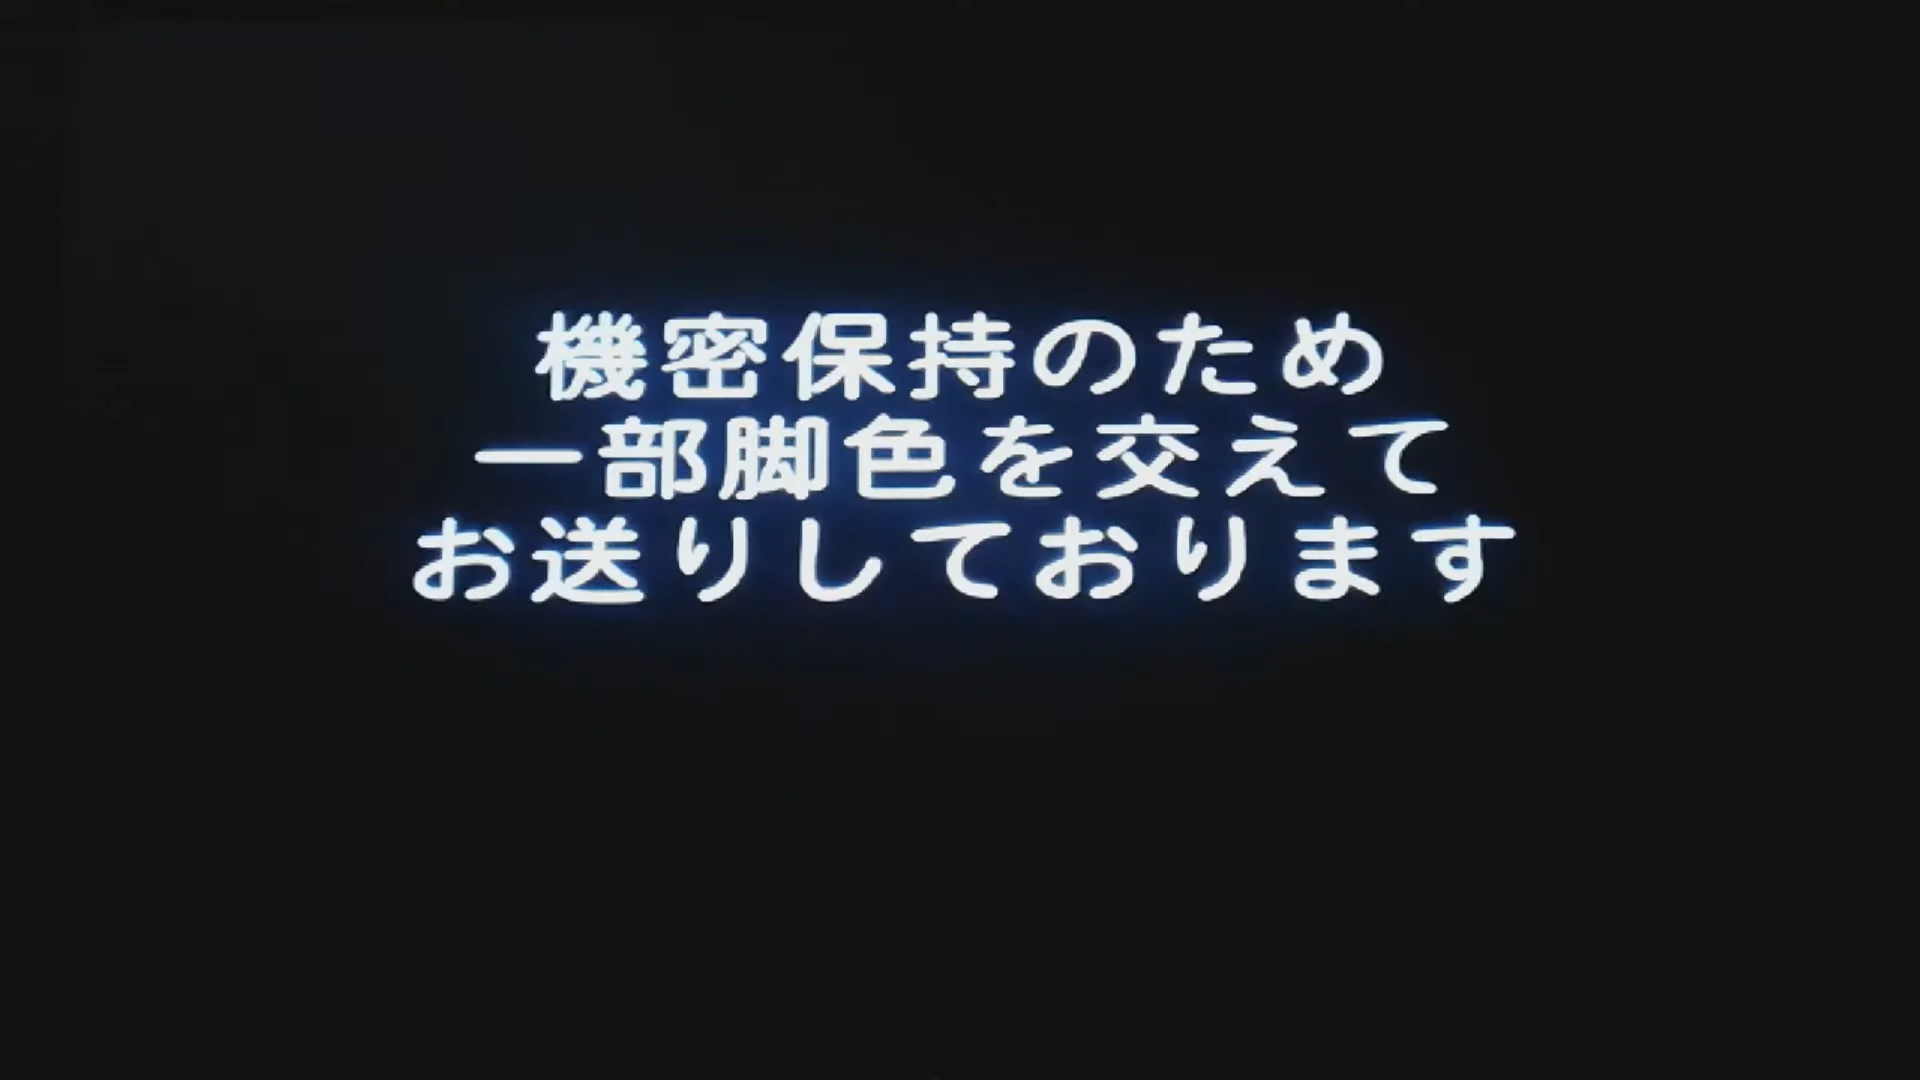 機密保持のため
一部脚色を交えて
お送りしております